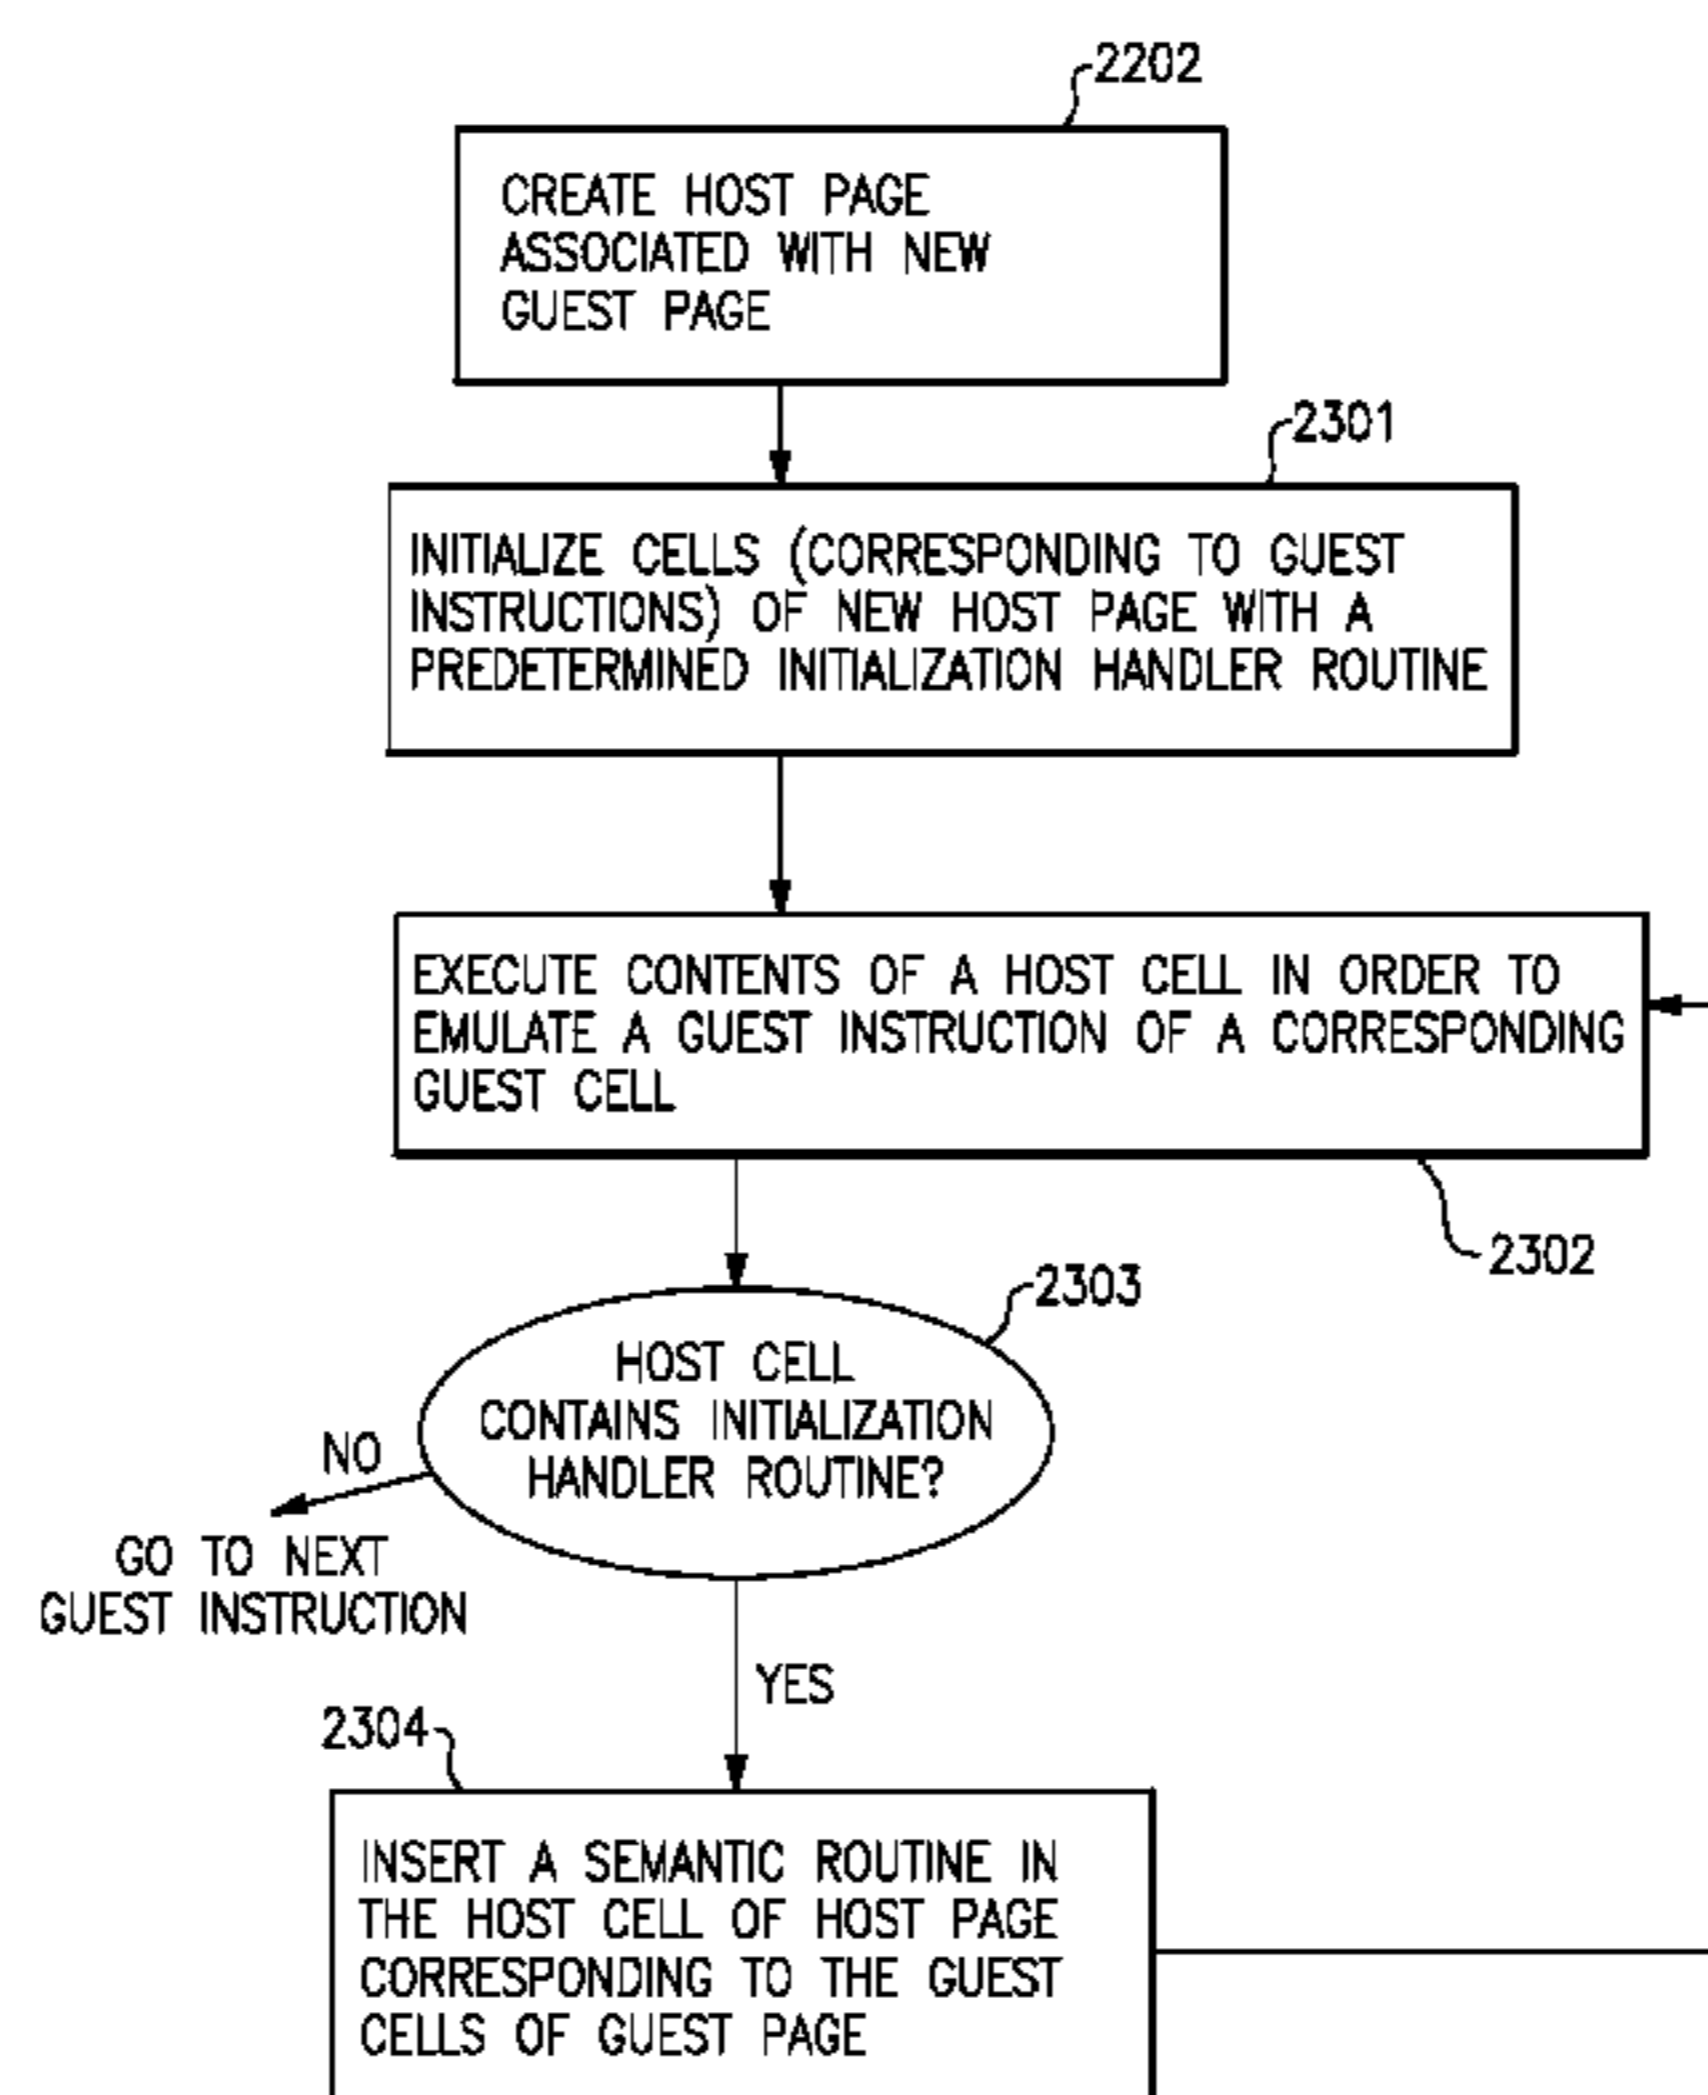 2202
CREATE HOST PAGE
ASSOCIATED WITH NEW
GUEST PAGE
2301
INITIALIZE CELLS (CORRESPONDING TO GUEST
INSTRUCTIONS) OF NEW HOST PAGE WITH A
PREDETERMINED INITIALIZATION HANDLER ROUTINE
EXECUTE CONTENTS OF A HOST CELL IN ORDER TO
EMULATE A GUEST INSTRUCTION OF A CORRESPONDING
GUEST CELL
2302
2303
HOST CELL
CONTAINS INITIALIZATION
HANDLER ROUTINE?
NO
GO TO NEXT
GUEST INSTRUCTION
YES
2304
INSERT A SEMANTIC ROUTINE IN
THE HOST CELL OF HOST PAGE
CORRESPONDING TO THE GUEST
CELLS OF GUEST PAGE